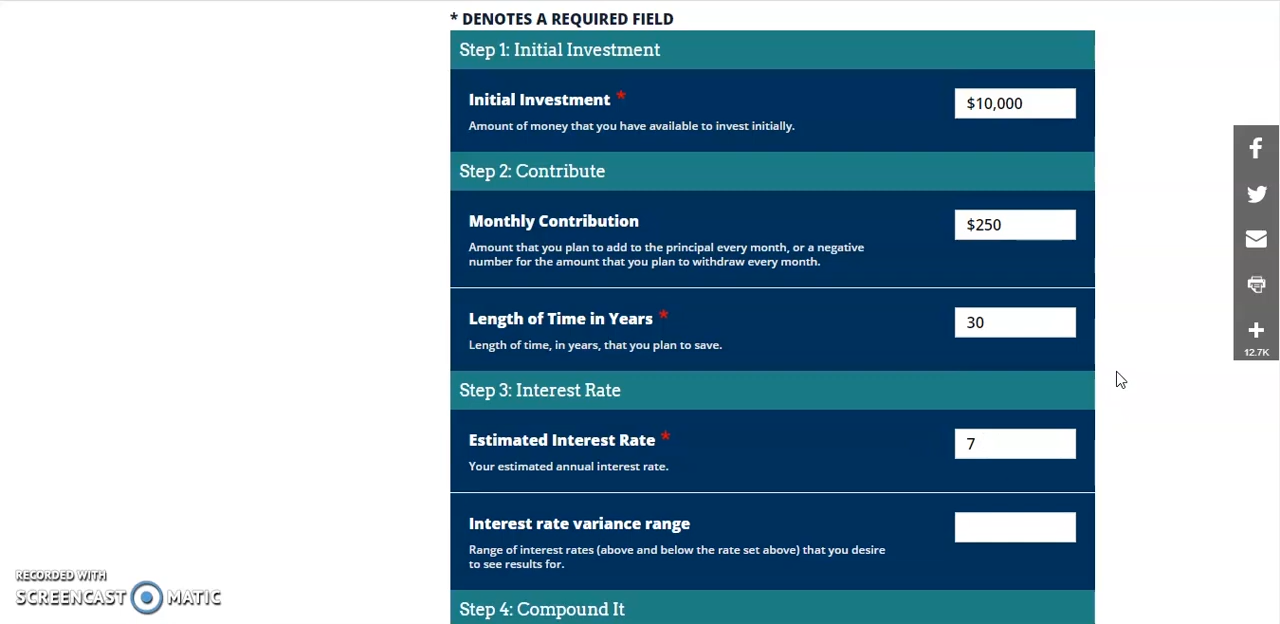 * DENOTES A REQUIRED FIELD
Step 1: Initial Investment
Initial Investment *
$10,000
Amount of money that you have available to invest initially.
Step 2: Contribute
Monthly Contribution
$250
Amount that you plan to add to the principal every month, or a negative
number for the amount that you plan to withdraw every month.
Length of Time in Years *
30
Length of time, in years, that you plan to save.
12.7K
Step 3: Interest Rate
Estimated Interest Rate *
7
Your estimated annual interest rate.
Interest rate variance range
Range of interest rates (above and below the rate set above) that you desire
to see results for.
RECORDED WITH
SCREENCAST MATIC
Step 4: Compound It